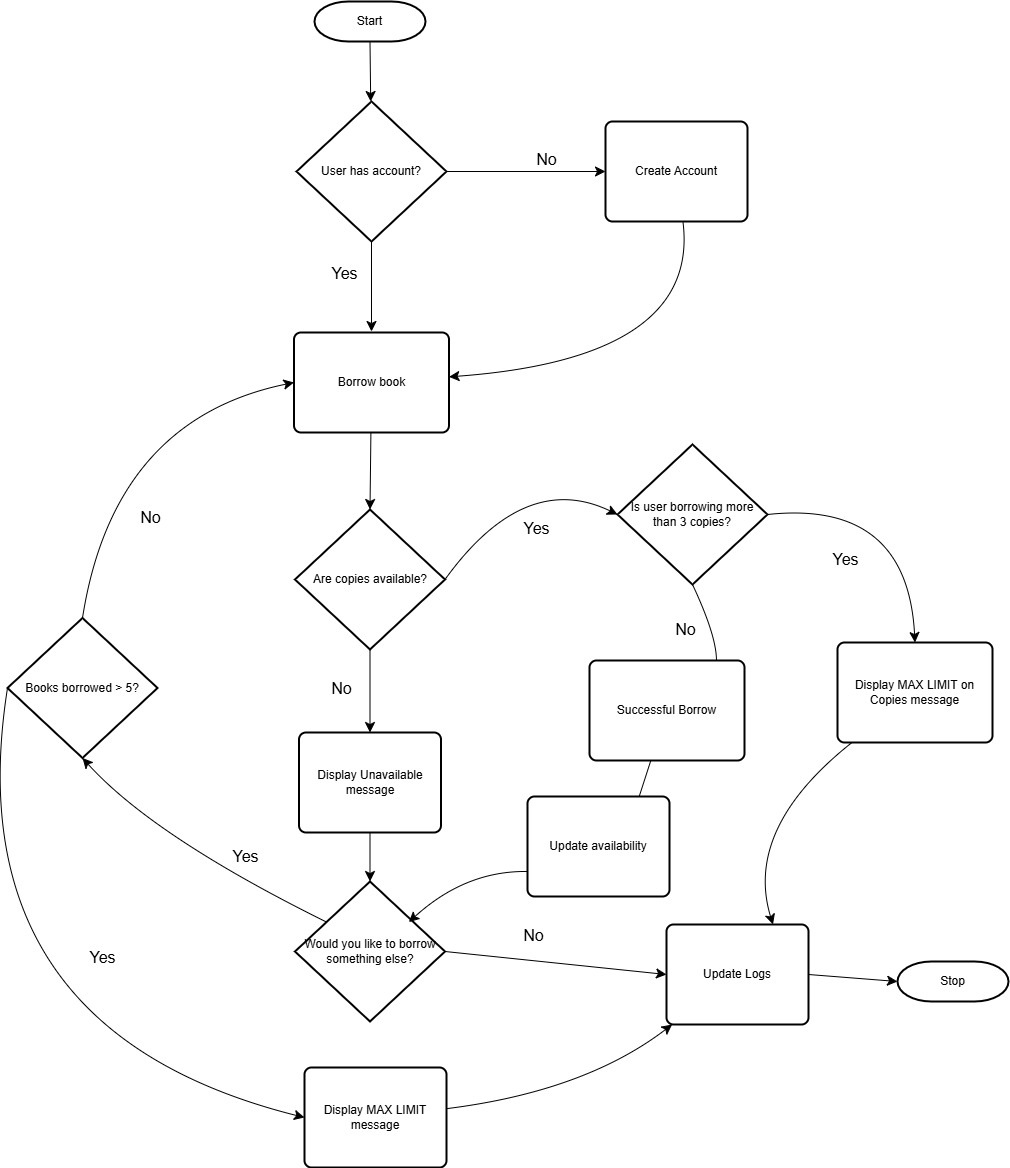 Start
User has account?
No
Create Account
Yes
Borrow book
Is user borrowing more
than 3 copies?
Yes
No
Yes
Are copies available?
No
No
Books borrowed > 5?
Display MAX LIMIT on
Copies message
Successful Borrow
Display Unavailable
message
Update availability
Yes
Would you like to borrow
something else?
No
Yes
Update Logs
Stop
Display MAX LIMIT
message